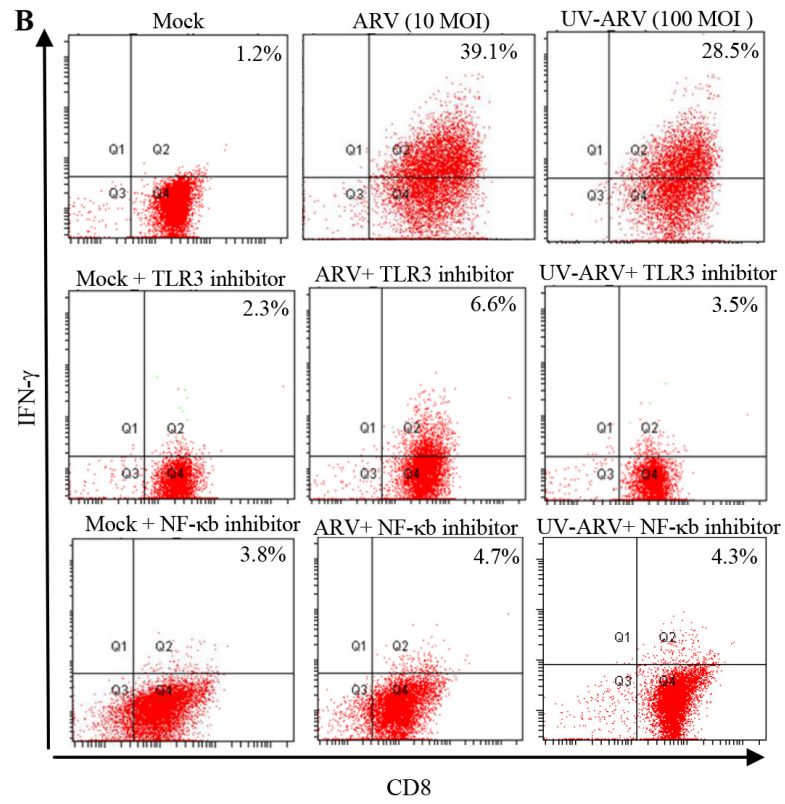 B
Mock
ARV (10 MOI)
UV-ARV (100 MOI )
1.2%
39.1%
28.5%
Q1 Q2
Q1 Q2
Q1 Q2
Q3 Q4
Q3 Q4
Q3 Q4
Mock + TLR3 inhibitor
ARV+ TLR3 inhibitor
UV-ARV+ TLR3 inhibitor
2.3%
6.6%
3.5%
Q1 Q2
Q1 Q2
Q1 Q2
Q3 Q4
Q3 Q4
Q3 Q4
Mock + NF-κb inhibitor
ARV+ NF-κb inhibitor
UV-ARV+ NF-κb inhibitor
3.8%
4.7%
4.3%
Q1 Q2
Q1 Q2
Q1 Q2
Q3 Q4
Q3 Q4
Q3 Q4
IFN-γ
CD8